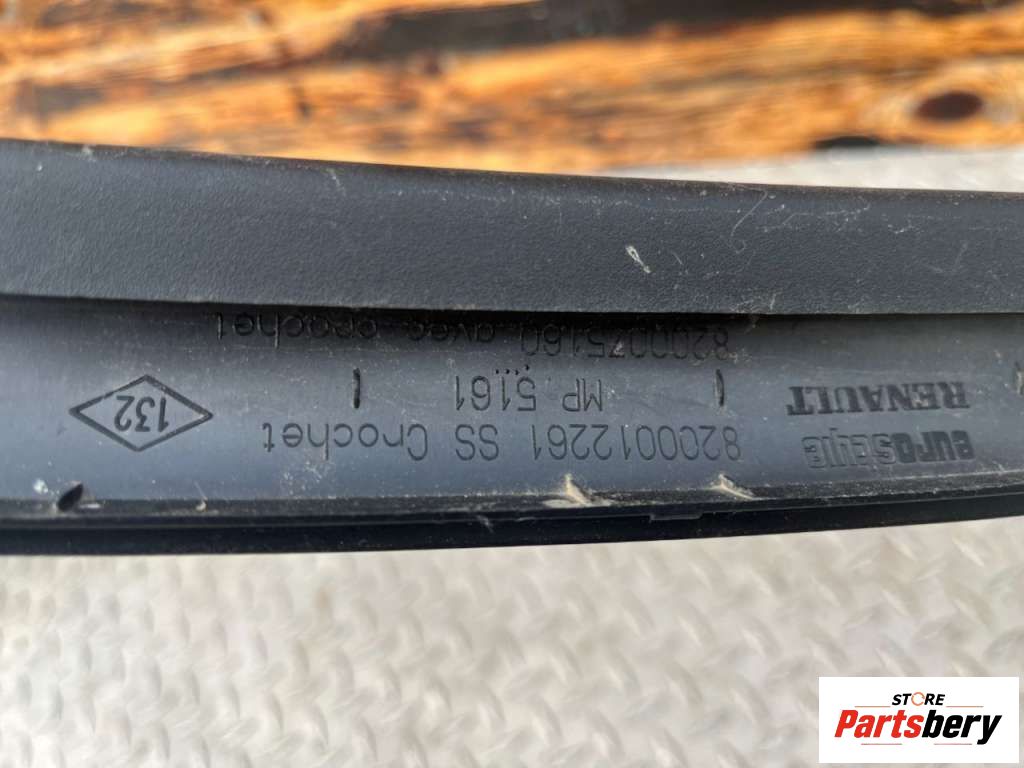 euroStyle
RENAULT
8200012261 SS Crochet
MP.5161
8200075160 avec crochet
132
STORE
Partsbery